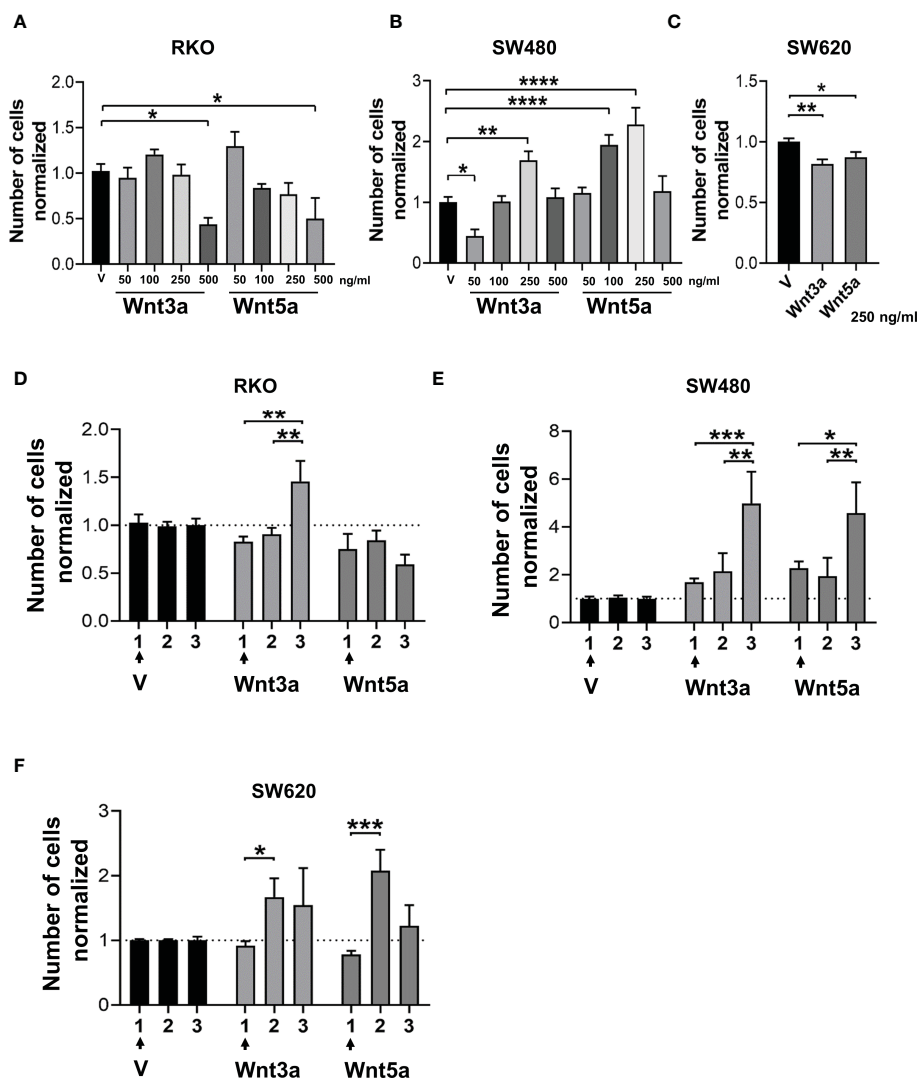 A
RKO
Number of cells
normalized
2.0
1.5
1.0
0.5
0.0
*
*
V 50 100 250 500 50 100 250 500 ng/ml
Wnt3a Wnt5a
B
SW480
Number of cells
normalized
3
2
1
0
****
****
**
*
V 50 100 250 500 50 100 250 500 ng/ml
Wnt3a Wnt5a
C
SW620
Number of cells
normalized
1.5
1.0
0.5
0.0
*
**
V Wnt3a Wnt5a
250 ng/ml
D
RKO
Number of cells
normalized
2.0
1.5
1.0
0.5
0.0
**
**
1 2 3 1 2 3 1 2 3
V Wnt3a Wnt5a
E
SW480
Number of cells
normalized
8
6
4
2
0
*** *
** **
1 2 3 1 2 3 1 2 3
V Wnt3a Wnt5a
F
SW620
Number of cells
normalized
3
2
1
0
***
*
1 2 3 1 2 3 1 2 3
V Wnt3a Wnt5a